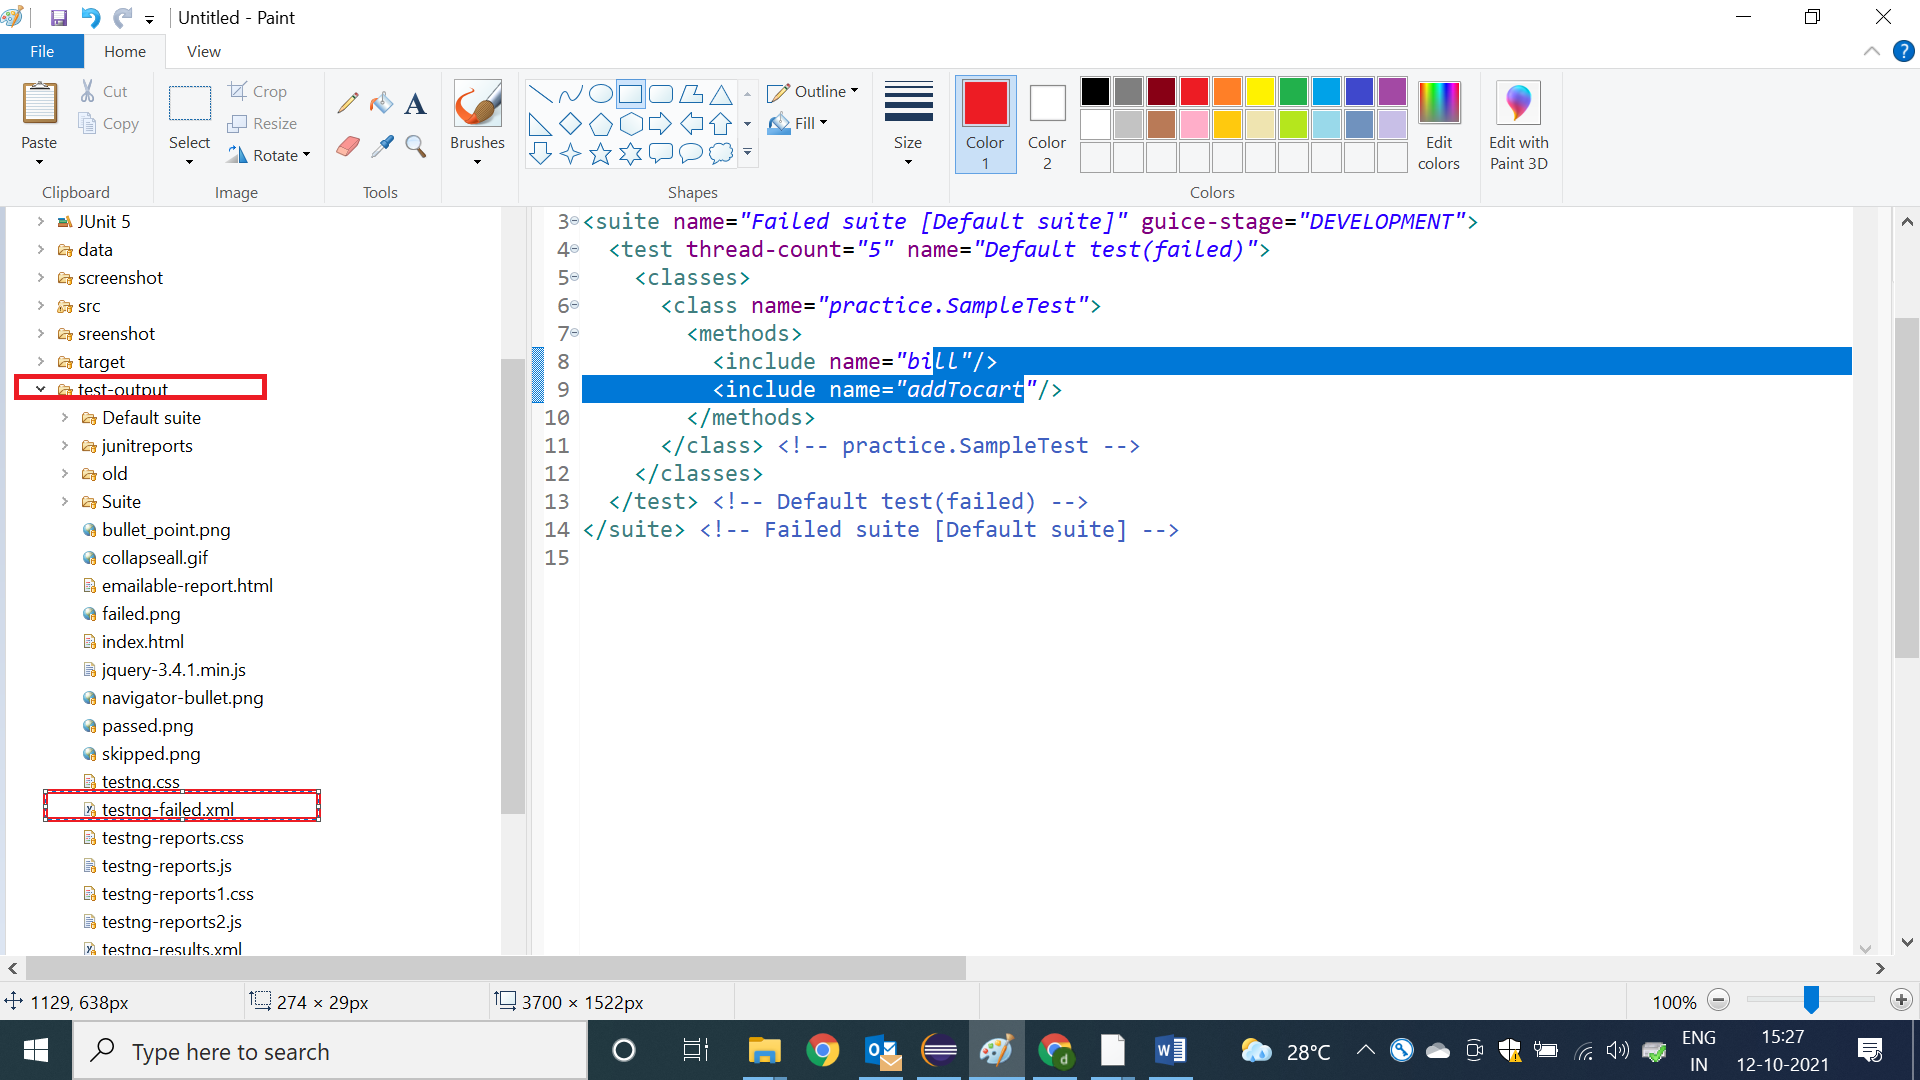 Untitled - Paint
File Home View
Paste
Cut
Copy
Clipboard
Select
Crop
Resize
Rotate
Image
Tools
Brushes
Shapes
Outline
Fill
Size
Color 1
Color 2
Edit colors
Colors
Edit with Paint 3D
JUnit 5
data
screenshot
src
sreenshot
target
test-output
Default suite
junitreports
old
Suite
bullet_point.png
collapseall.gif
emailable-report.html
failed.png
index.html
jquery-3.4.1.min.js
navigator-bullet.png
passed.png
skipped.png
testng.css
testng-failed.xml
testng-reports.css
testng-reports.js
testng-reports1.css
testng-reports2.js
testng-results.xml
3 <suite name="Failed suite [Default suite]" guice-stage="DEVELOPMENT">
4 <test thread-count="5" name="Default test(failed)">
5 <classes>
6 <class name="practice.SampleTest">
7 <methods>
8 <include name="bill"/>
9 <include name="addTocart"/>
10 </methods>
11 </class> <!-- practice.SampleTest -->
12 </classes>
13 </test> <!-- Default test(failed) -->
14 </suite> <!-- Failed suite [Default suite] -->
15
1129, 638px
274 × 29px
3700 × 1522px
100%
Type here to search
28°C
ENG
IN
15:27
12-10-2021